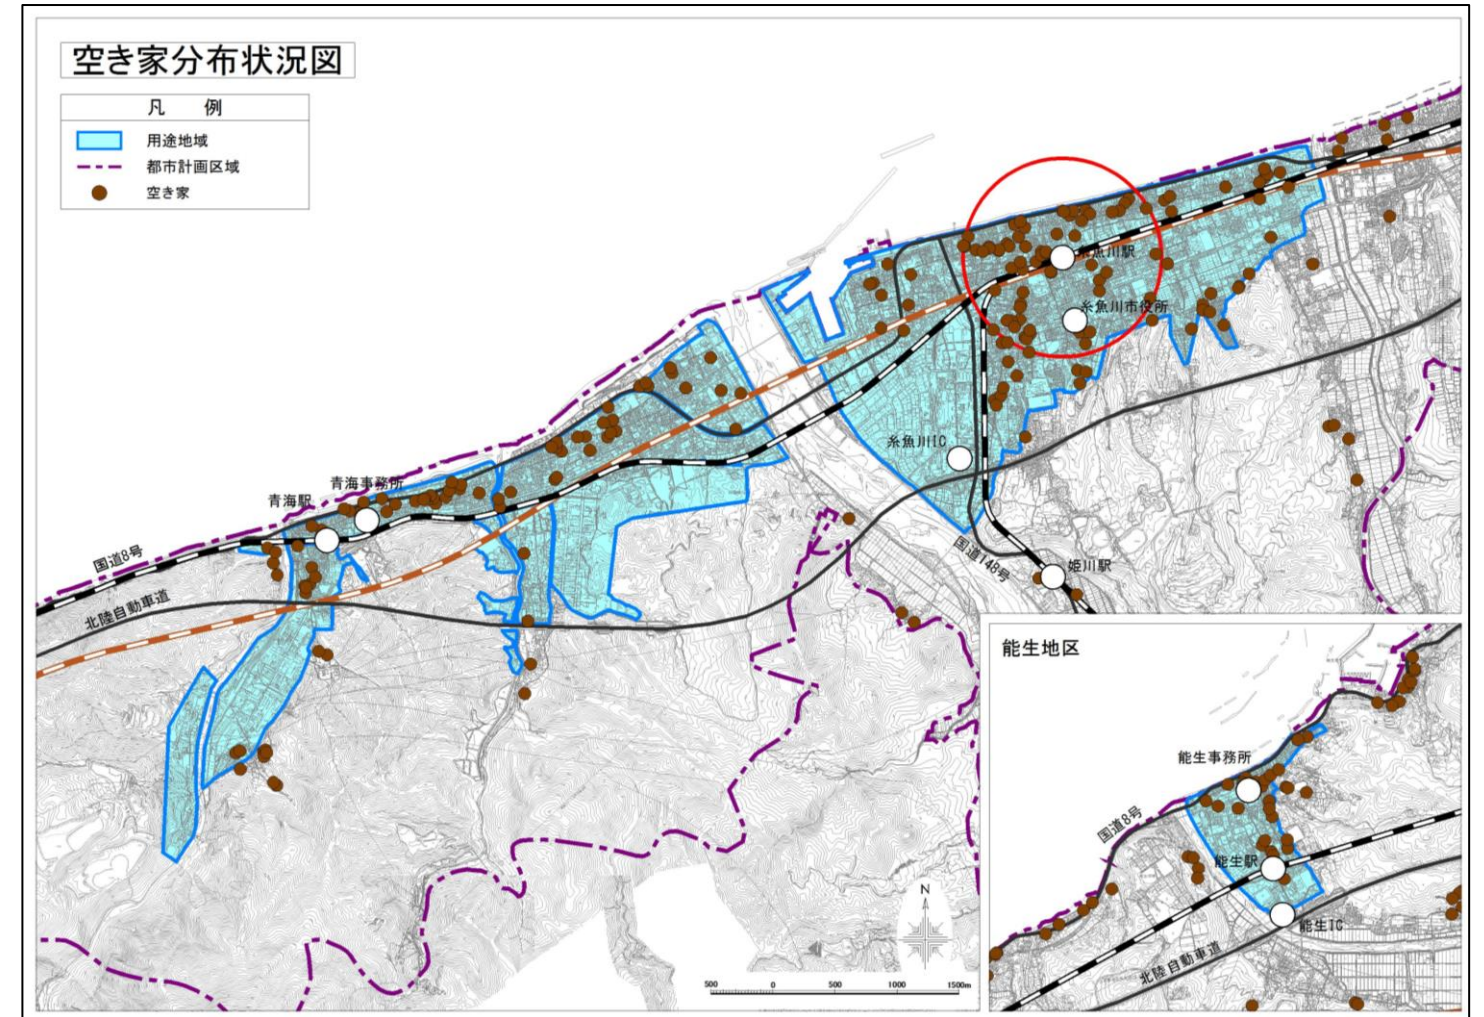 空き家分布状況図
凡 例
用途地域
都市計画区域
空き家
糸魚川駅
糸魚川市役所
糸魚川IC
青海事務所
青海駅
国道8号
北陸自動車道
国道148号
姫川駅
能生地区
能生事務所
国道8号
能生駅
能生IC
北陸自動車道
N
500 0 500 1000 1500m